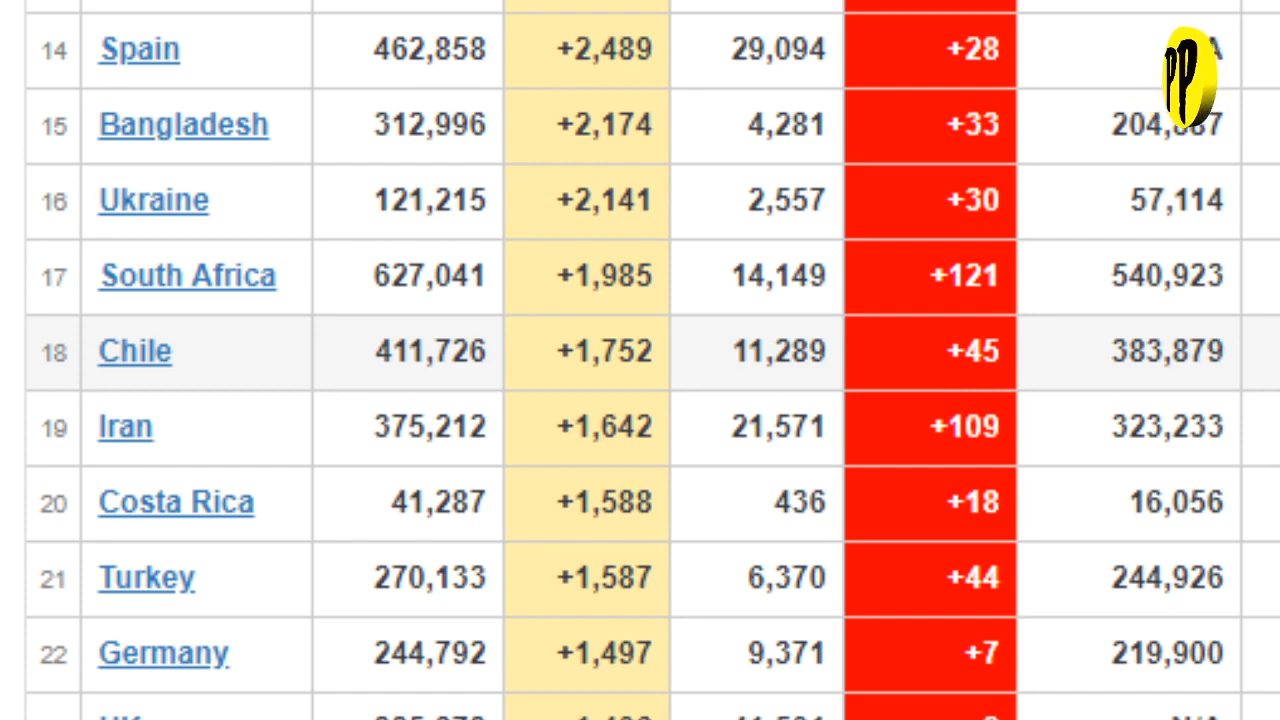 14 Spain 462,858 +2,489 29,094 +28
15 Bangladesh 312,996 +2,174 4,281 +33
16 Ukraine 121,215 +2,141 2,557 +30 57,114
17 South Africa 627,041 +1,985 14,149 +121 540,923
18 Chile 411,726 +1,752 11,289 +45 383,879
19 Iran 375,212 +1,642 21,571 +109 323,233
20 Costa Rica 41,287 +1,588 436 +18 16,056
21 Turkey 270,133 +1,587 6,370 +44 244,926
22 Germany 244,792 +1,497 9,371 +7 219,900
PP